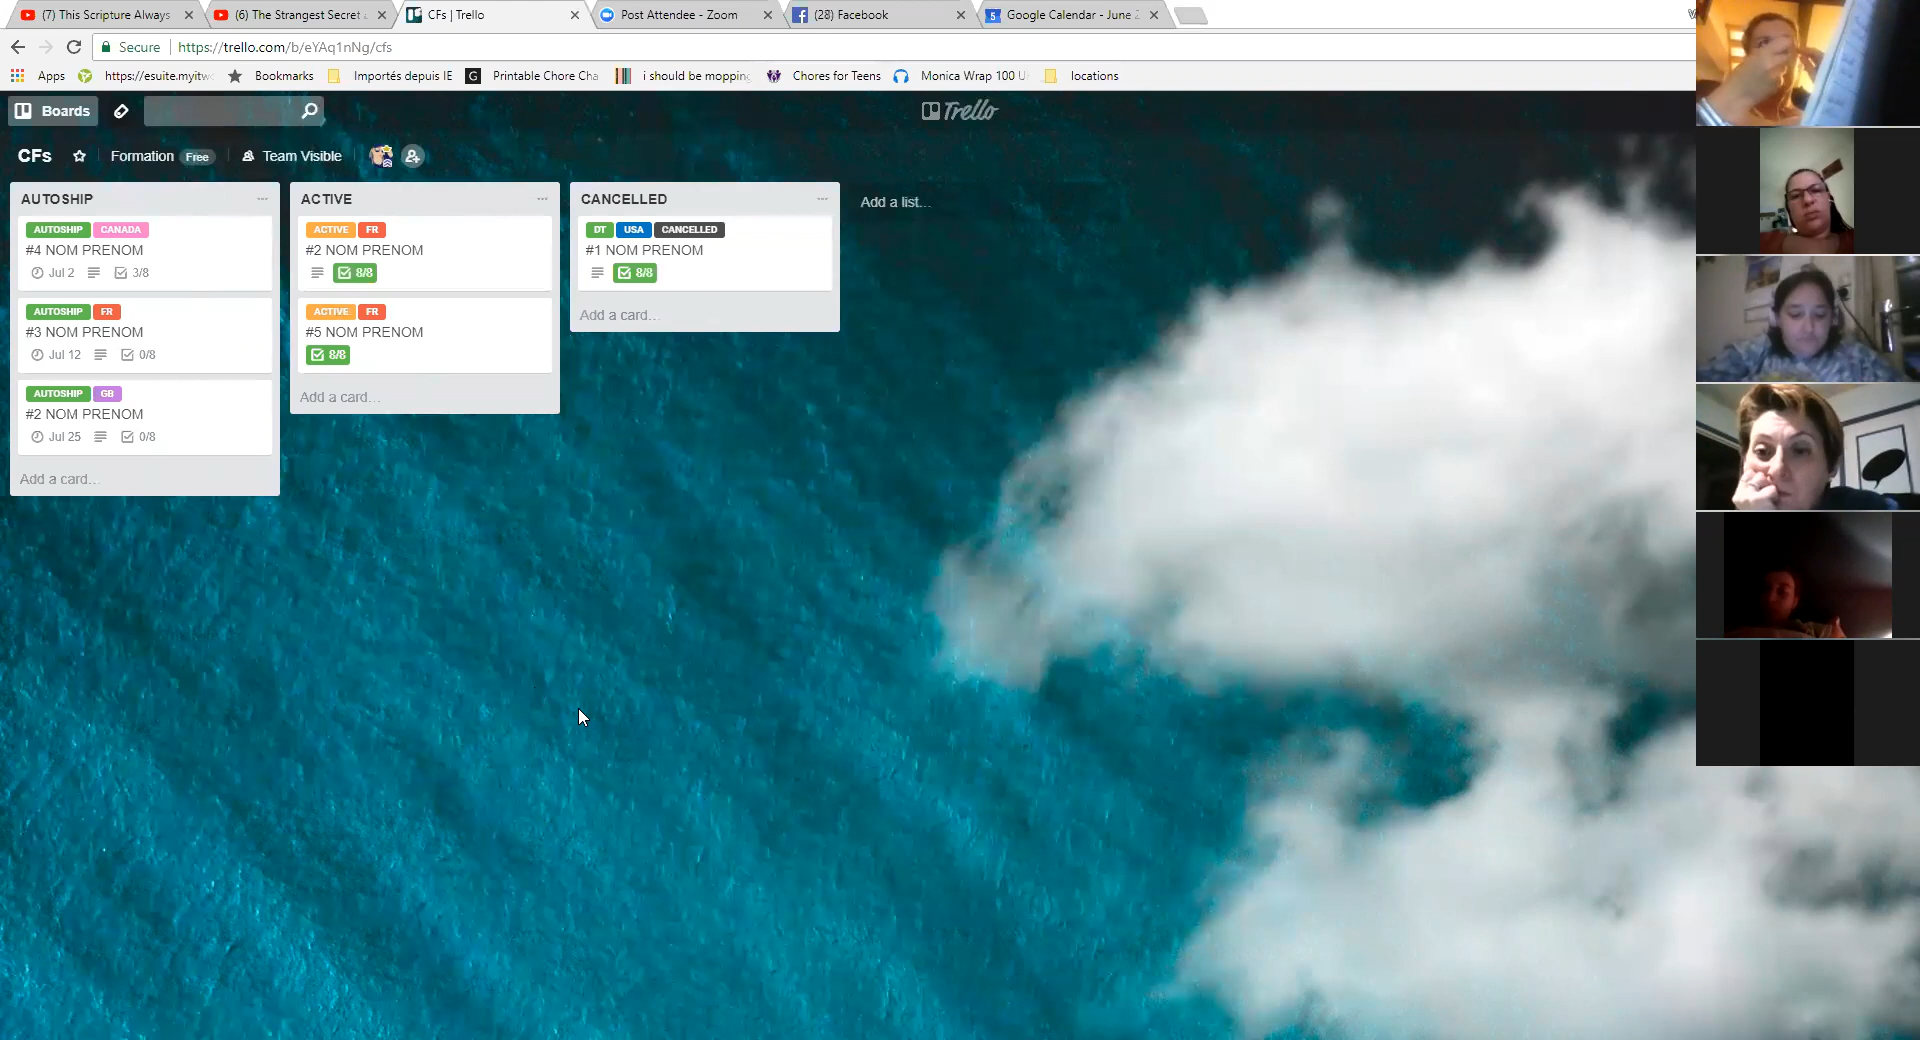 (7) This Scripture Always
(6) The Strangest Secret
CFs | Trello
Post Attendee - Zoom
(28) Facebook
Google Calendar - June
Secure https://trello.com/b/eYAq1nNg/cfs
Apps https://esuite.myitw Bookmarks Importés depuis IE Printable Chore Cha i should be mopping Chores for Teens Monica Wrap 100 locations
Boards Trello
CFs Formation Free Team Visible
AUTOSHIP
AUTOSHIP CANADA
#4 NOM PRENOM
Jul 2 3/8
AUTOSHIP FR
#3 NOM PRENOM
Jul 12 0/8
AUTOSHIP GB
#2 NOM PRENOM
Jul 25 0/8
Add a card...
ACTIVE
ACTIVE FR
#2 NOM PRENOM
8/8
ACTIVE FR
#5 NOM PRENOM
8/8
Add a card...
CANCELLED
DT USA CANCELLED
#1 NOM PRENOM
8/8
Add a card...
Add a list...